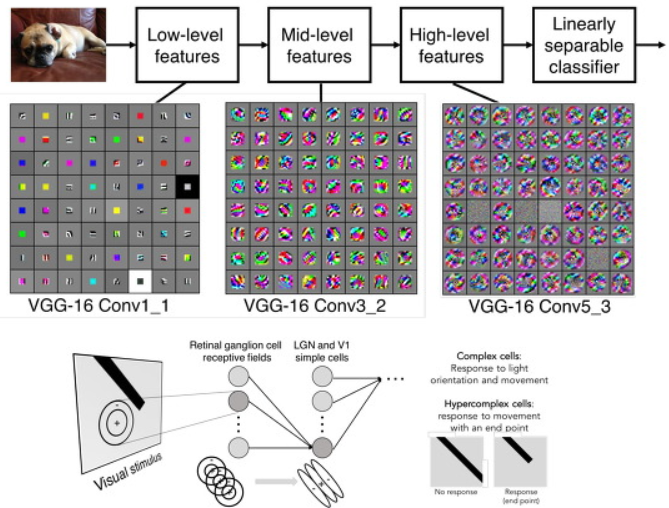 Low-level
features
Mid-level
features
High-level
features
Linearly
separable
classifier
VGG-16 Conv1_1
VGG-16 Conv3_2
VGG-16 Conv5_3
Retinal ganglion cell
receptive fields
LGN and V1
simple cells
Visual stimulus
Complex cells:
Response to light
orientation and movement
Hypercomplex cells:
response to movement
with an end point
No response
Response
(end point)